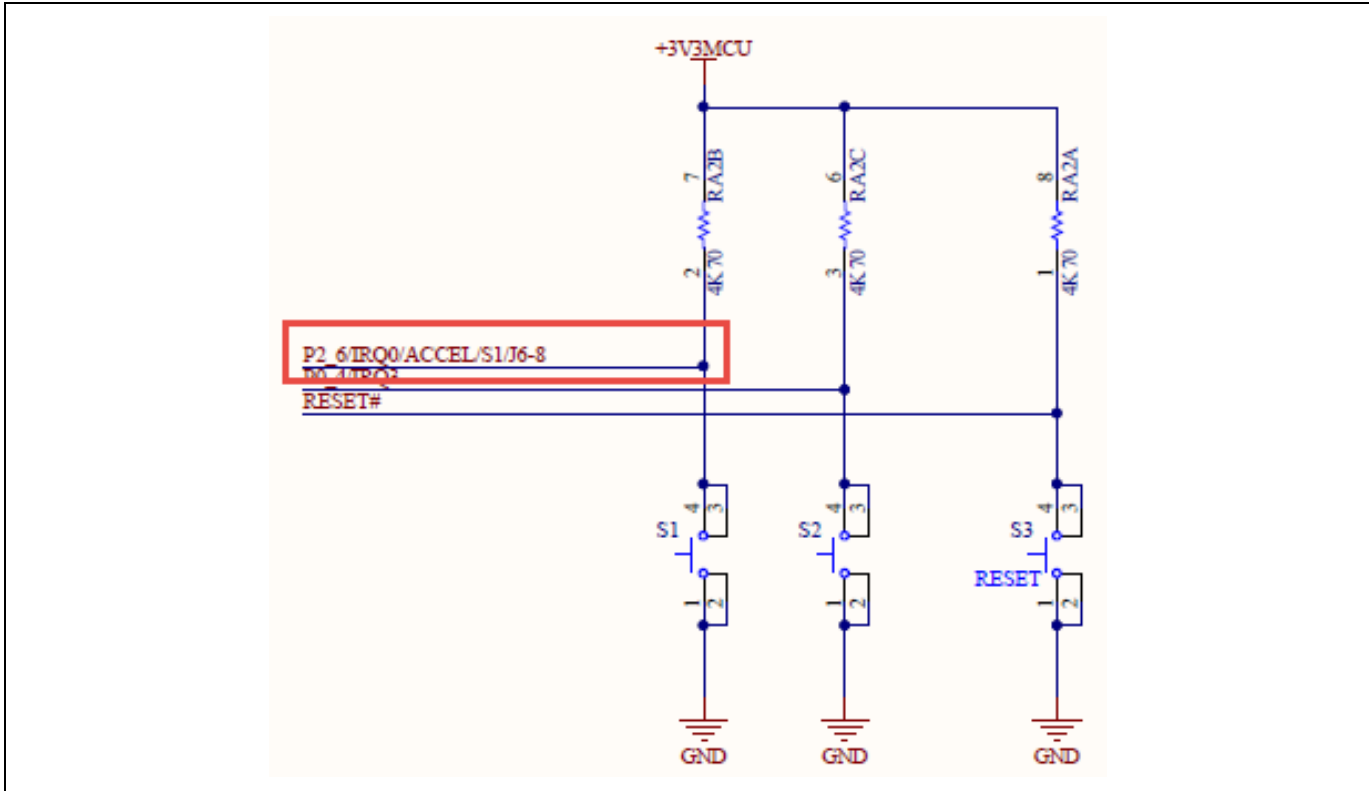 +3V3MCU
7
RA2B
6
RA2C
8
RA2A
2
4K70
3
4K70
1
4K70
P2_6/IRQ0/ACCEL/S1/J6-8
P0_4/IRQ3
RESET#
4
3
4
3
4
3
S1
S2
S3
RESET
1
2
1
2
1
2
GND
GND
GND